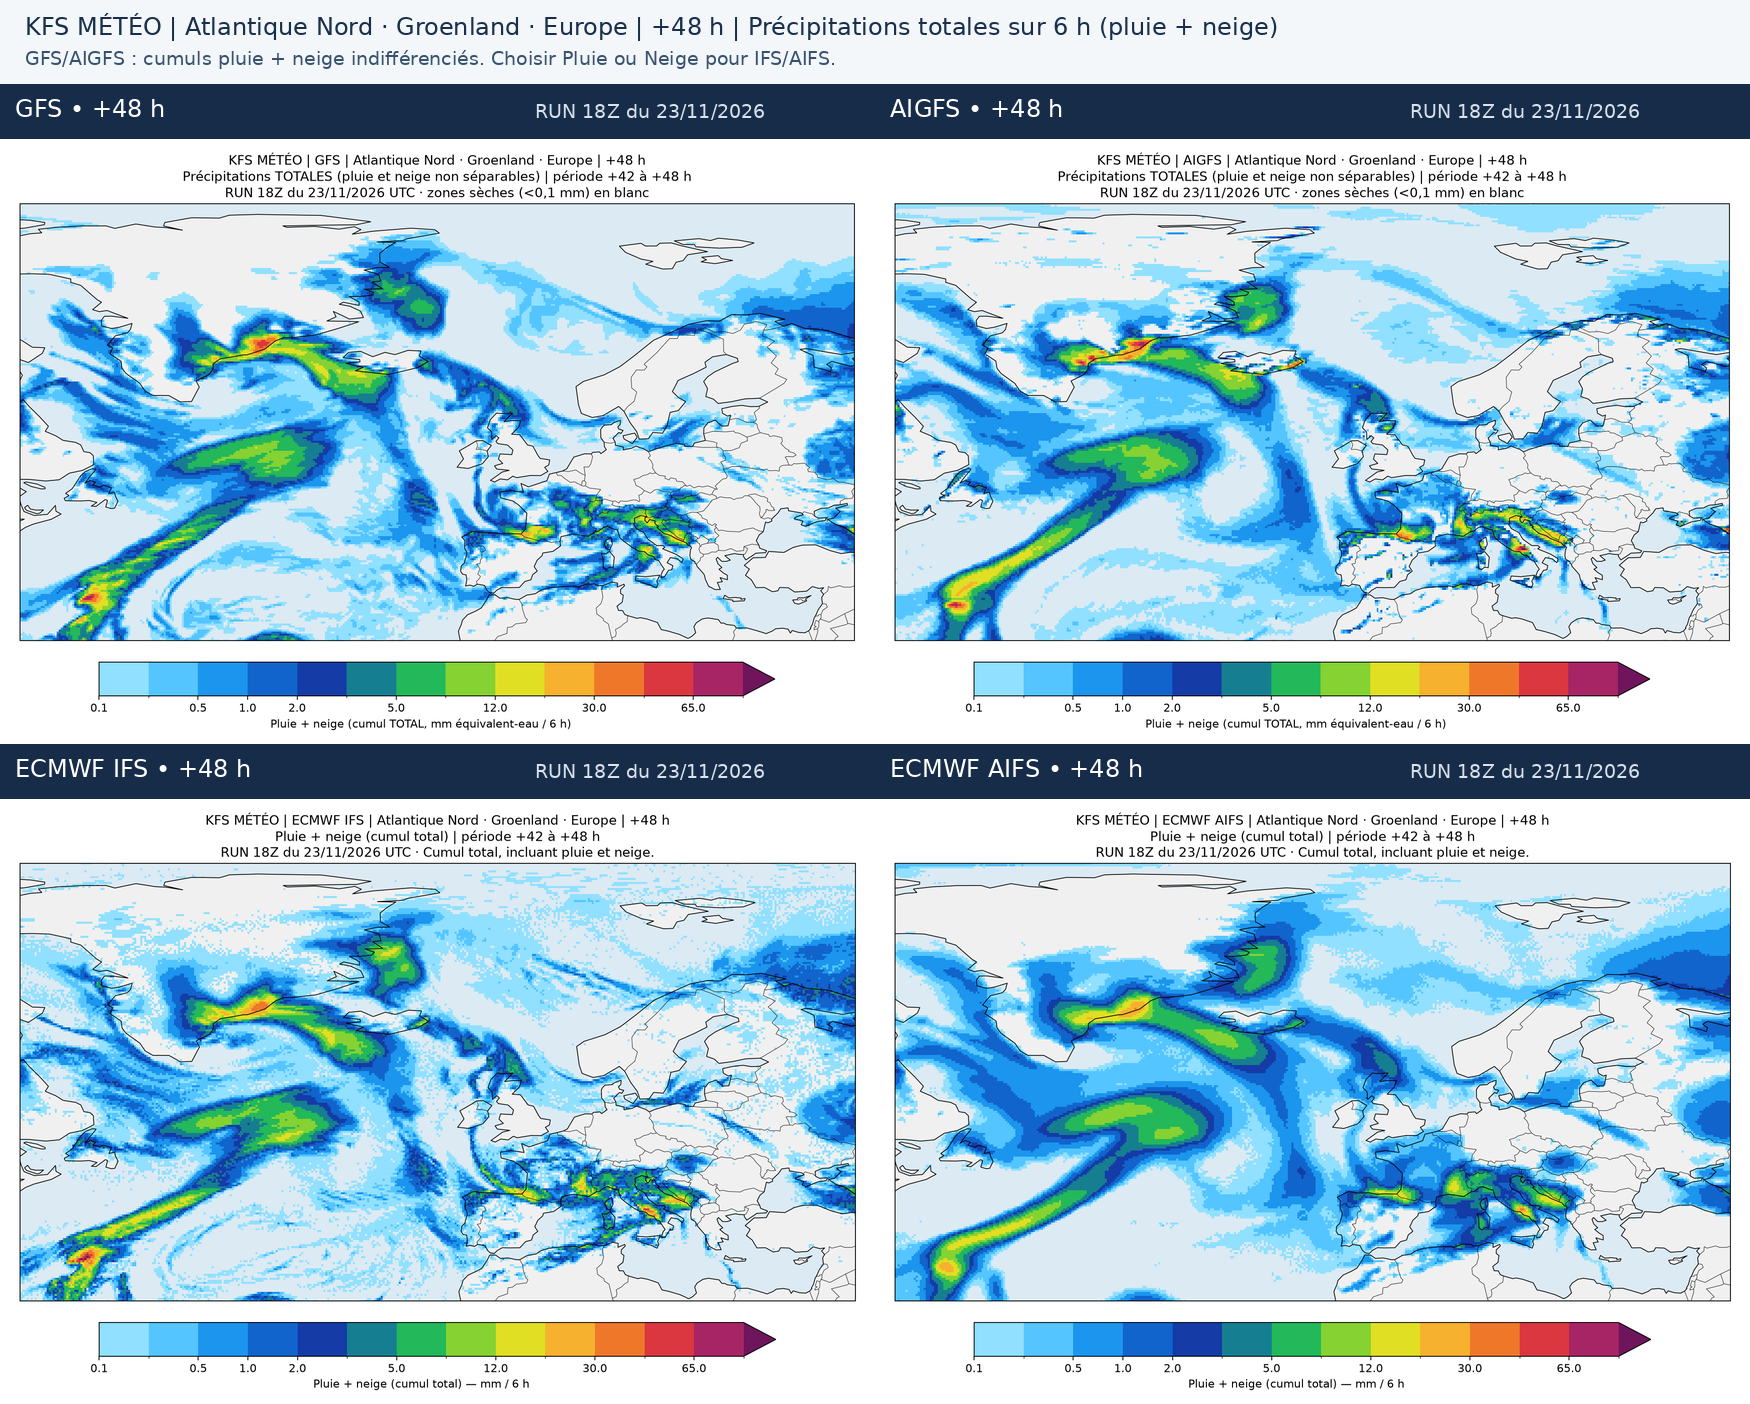 KFS MÉTÉO | Atlantique Nord · Groenland · Europe | +48 h | Précipitations totales sur 6 h (pluie + neige)
GFS/AIGFS : cumuls pluie + neige indifférenciés. Choisir Pluie ou Neige pour IFS/AIFS.
GFS • +48 h
RUN 18Z du 23/11/2026
AIGFS • +48 h
RUN 18Z du 23/11/2026
KFS MÉTÉO | GFS | Atlantique Nord · Groenland · Europe | +48 h
Précipitations TOTALES (pluie et neige non séparables) | période +42 à +48 h
RUN 18Z du 23/11/2026 UTC · zones sèches (<0,1 mm) en blanc
KFS MÉTÉO | AIGFS | Atlantique Nord · Groenland · Europe | +48 h
Précipitations TOTALES (pluie et neige non séparables) | période +42 à +48 h
RUN 18Z du 23/11/2026 UTC · zones sèches (<0,1 mm) en blanc
0.1 0.5 1.0 2.0 5.0 12.0 30.0 65.0
Pluie + neige (cumul TOTAL, mm équivalent-eau / 6 h)
0.1 0.5 1.0 2.0 5.0 12.0 30.0 65.0
Pluie + neige (cumul TOTAL, mm équivalent-eau / 6 h)
ECMWF IFS • +48 h
RUN 18Z du 23/11/2026
ECMWF AIFS • +48 h
RUN 18Z du 23/11/2026
KFS MÉTÉO | ECMWF IFS | Atlantique Nord · Groenland · Europe | +48 h
Pluie + neige (cumul total) | période +42 à +48 h
RUN 18Z du 23/11/2026 UTC · Cumul total, incluant pluie et neige.
KFS MÉTÉO | ECMWF AIFS | Atlantique Nord · Groenland · Europe | +48 h
Pluie + neige (cumul total) | période +42 à +48 h
RUN 18Z du 23/11/2026 UTC · Cumul total, incluant pluie et neige.
0.1 0.5 1.0 2.0 5.0 12.0 30.0 65.0
Pluie + neige (cumul total) — mm / 6 h
0.1 0.5 1.0 2.0 5.0 12.0 30.0 65.0
Pluie + neige (cumul total) — mm / 6 h